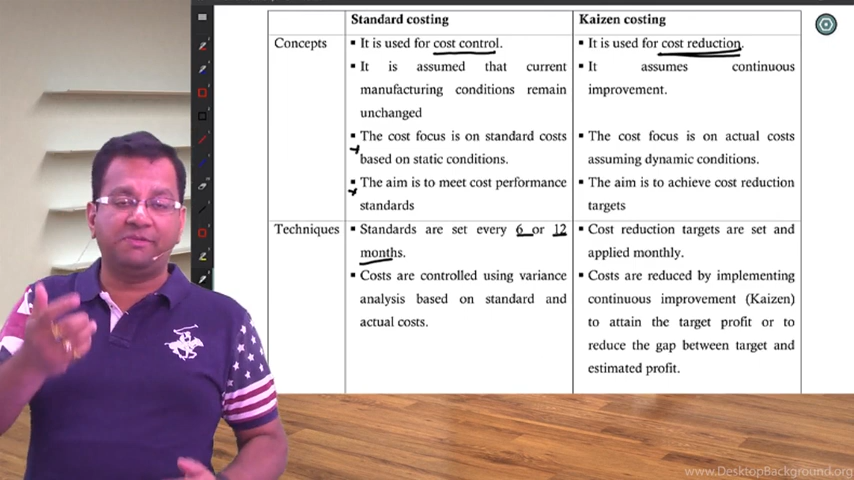 Standard costing
Kaizen costing
Concepts
▪ It is used for cost control.
▪ It is assumed that current
manufacturing conditions remain
unchanged
▪ The cost focus is on standard costs
based on static conditions.
▪ The aim is to meet cost performance
standards
▪ It is used for cost reduction.
▪ It assumes continuous
improvement.
▪ The cost focus is on actual costs
assuming dynamic conditions.
▪ The aim is to achieve cost reduction
targets
Techniques
▪ Standards are set every 6 or 12
months.
▪ Costs are controlled using variance
analysis based on standard and
actual costs.
▪ Cost reduction targets are set and
applied monthly.
▪ Costs are reduced by implementing
continuous improvement (Kaizen)
to attain the target profit or to
reduce the gap between target and
estimated profit.
www.DesktopBackground.org